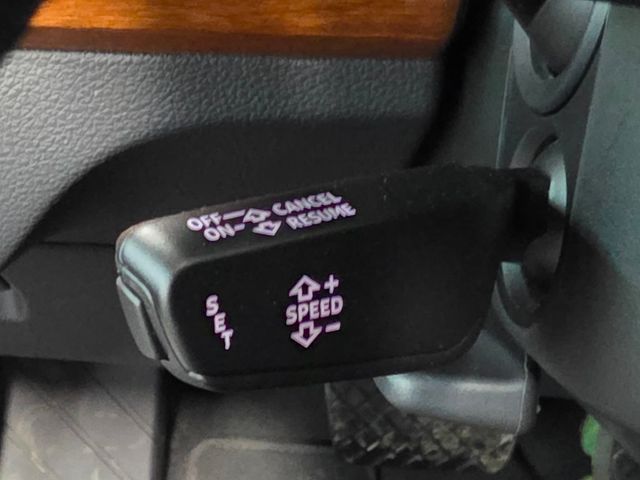 OFF CANCEL
ON RESUME
SET
+
SPEED
-